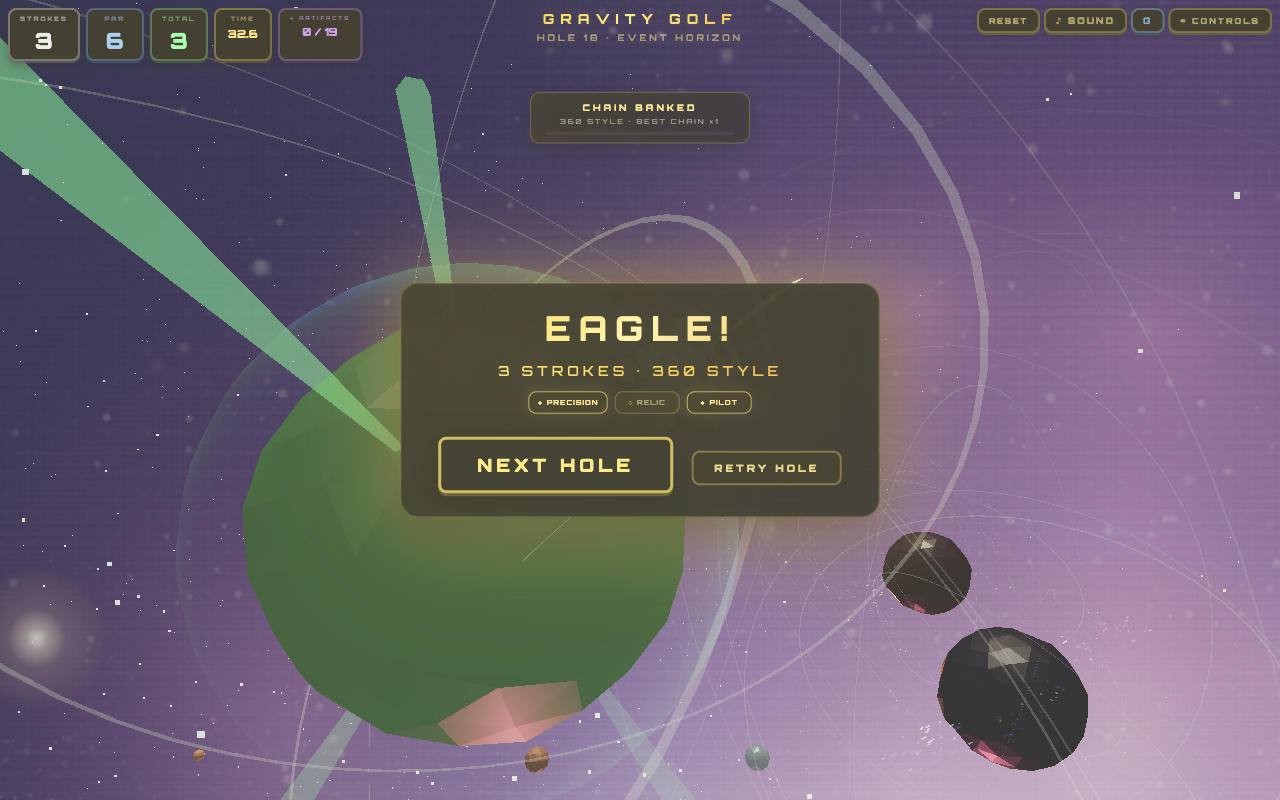 STROKES
3
PAR
6
TOTAL
3
TIME
32.6
✦ ARTIFACTS
0 / 19
GRAVITY GOLF
HOLE 18 · EVENT HORIZON
RESET
♪ SOUND
G
≡ CONTROLS
CHAIN BANKED
360 STYLE · BEST CHAIN ×1
EAGLE!
3 STROKES · 360 STYLE
◆ PRECISION
◇ RELIC
◆ PILOT
NEXT HOLE
RETRY HOLE